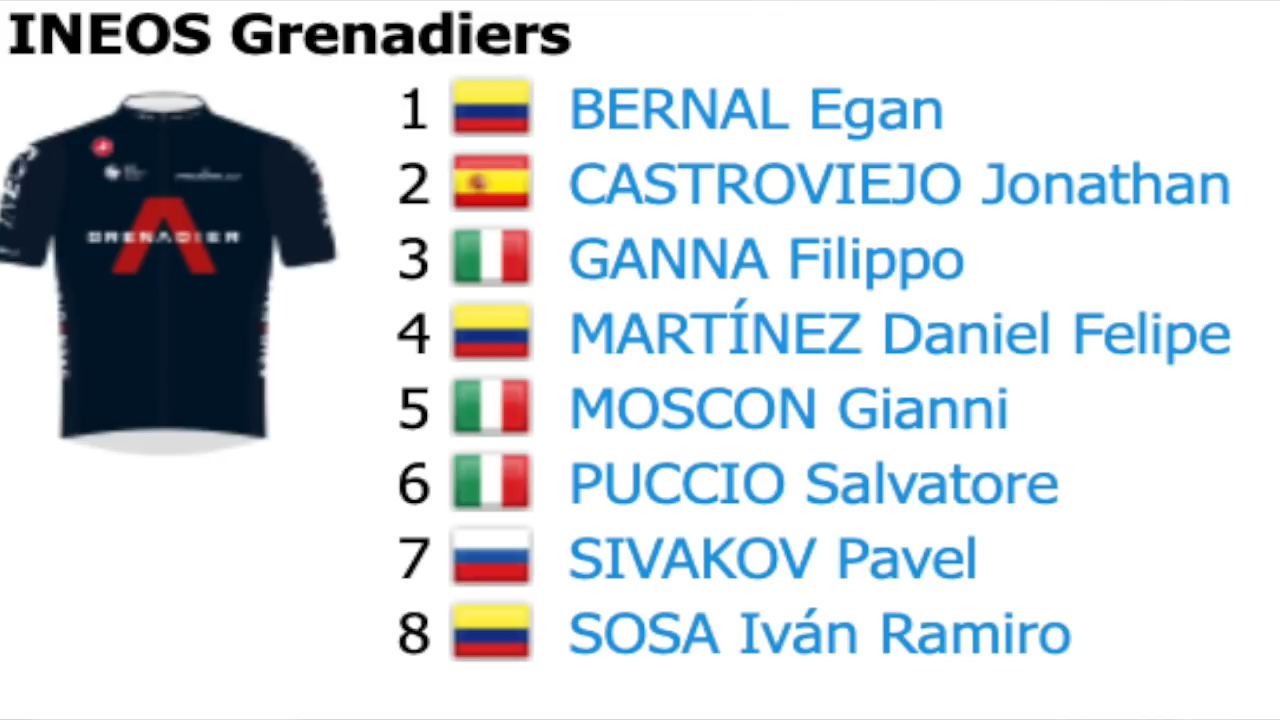 INEOS Grenadiers
1 BERNAL Egan
2 CASTROVIEJO Jonathan
3 GANNA Filippo
4 MARTÍNEZ Daniel Felipe
5 MOSCON Gianni
6 PUCCIO Salvatore
7 SIVAKOV Pavel
8 SOSA Iván Ramiro
GRENADIER